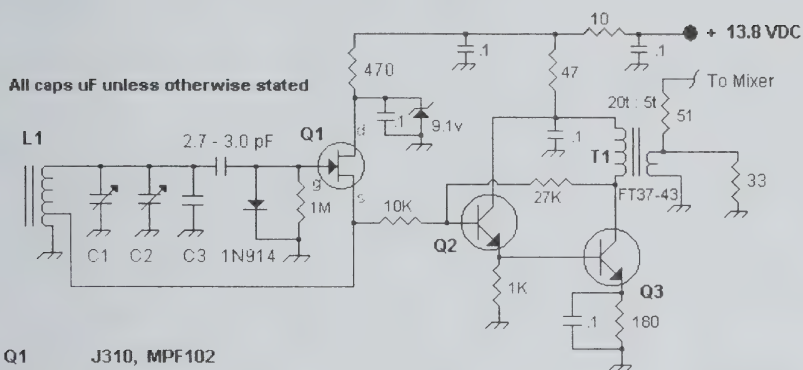 10
+ 13.8 VDC
.1
.1
470
47
To Mixer
All caps uF unless otherwise stated
20t : 5t
51
L1
2.7 - 3.0 pF
Q1
d
.1
9.1v
.1
T1
g
s
1M
10K
27K
FT37-43
33
Q2
C1
C2
C3
1N914
1K
Q3
.1
180
Q1 J310, MPF102